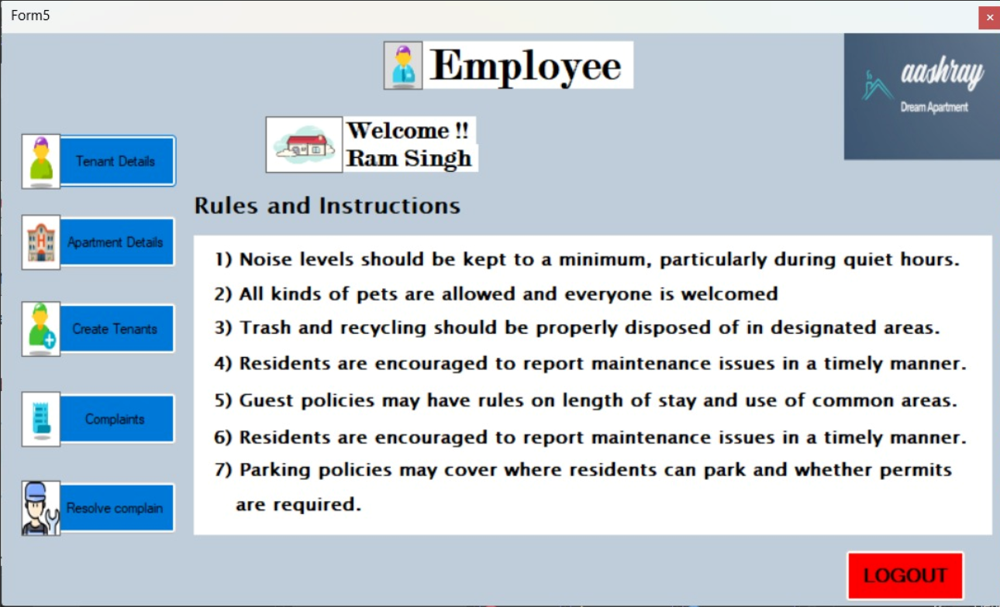 Form5
Employee
aashray
Dream Apartment
Welcome !!
Ram Singh
Tenant Details
Apartment Details
Create Tenants
Complaints
Resolve complain
Rules and Instructions
1) Noise levels should be kept to a minimum, particularly during quiet hours.
2) All kinds of pets are allowed and everyone is welcomed
3) Trash and recycling should be properly disposed of in designated areas.
4) Residents are encouraged to report maintenance issues in a timely manner.
5) Guest policies may have rules on length of stay and use of common areas.
6) Residents are encouraged to report maintenance issues in a timely manner.
7) Parking policies may cover where residents can park and whether permits
are required.
LOGOUT